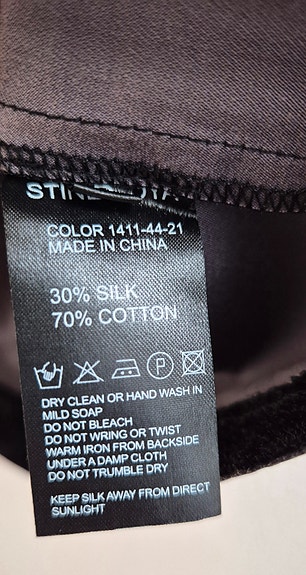 COLOR 1411-44-21
MADE IN CHINA
30% SILK
70% COTTON
P
DRY CLEAN OR HAND WASH IN
MILD SOAP
DO NOT BLEACH
DO NOT WRING OR TWIST
WARM IRON FROM BACKSIDE
UNDER A DAMP CLOTH
DO NOT TRUMBLE DRY
KEEP SILK AWAY FROM DIRECT
SUNLIGHT